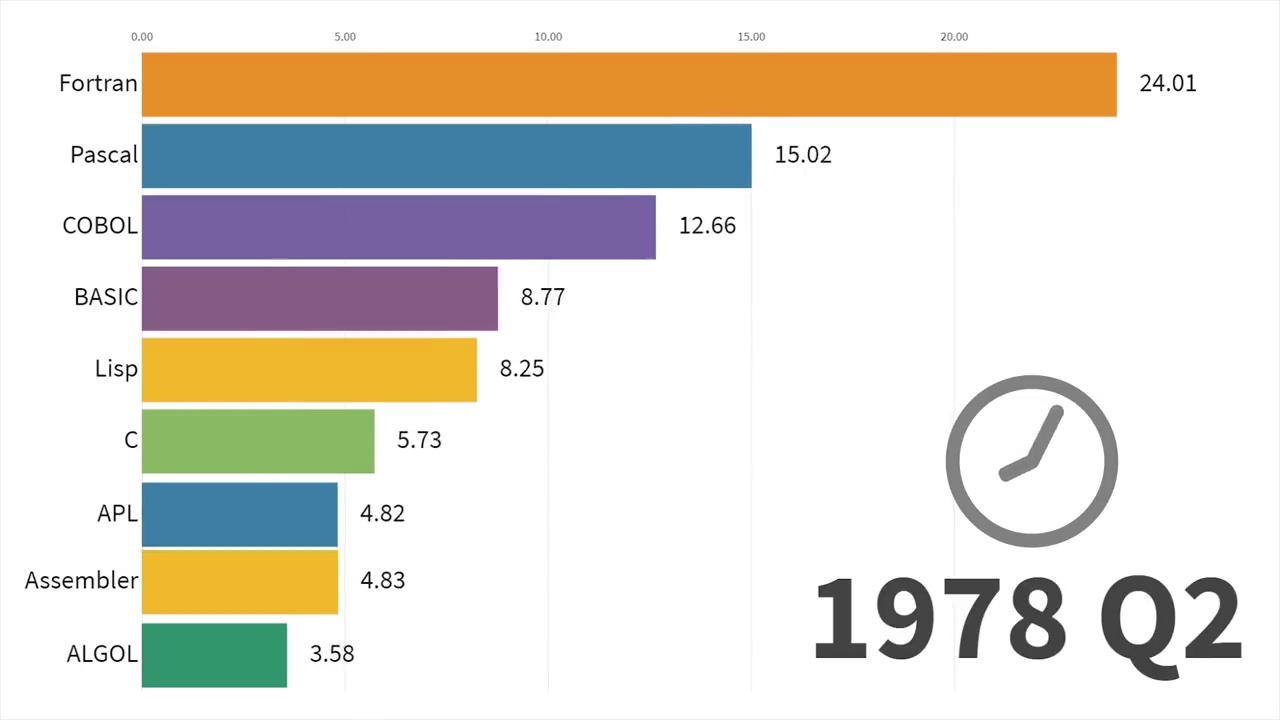 0.00 5.00 10.00 15.00 20.00
Fortran 24.01
Pascal 15.02
COBOL 12.66
BASIC 8.77
Lisp 8.25
C 5.73
APL 4.82
Assembler 4.83
ALGOL 3.58
1978 Q2